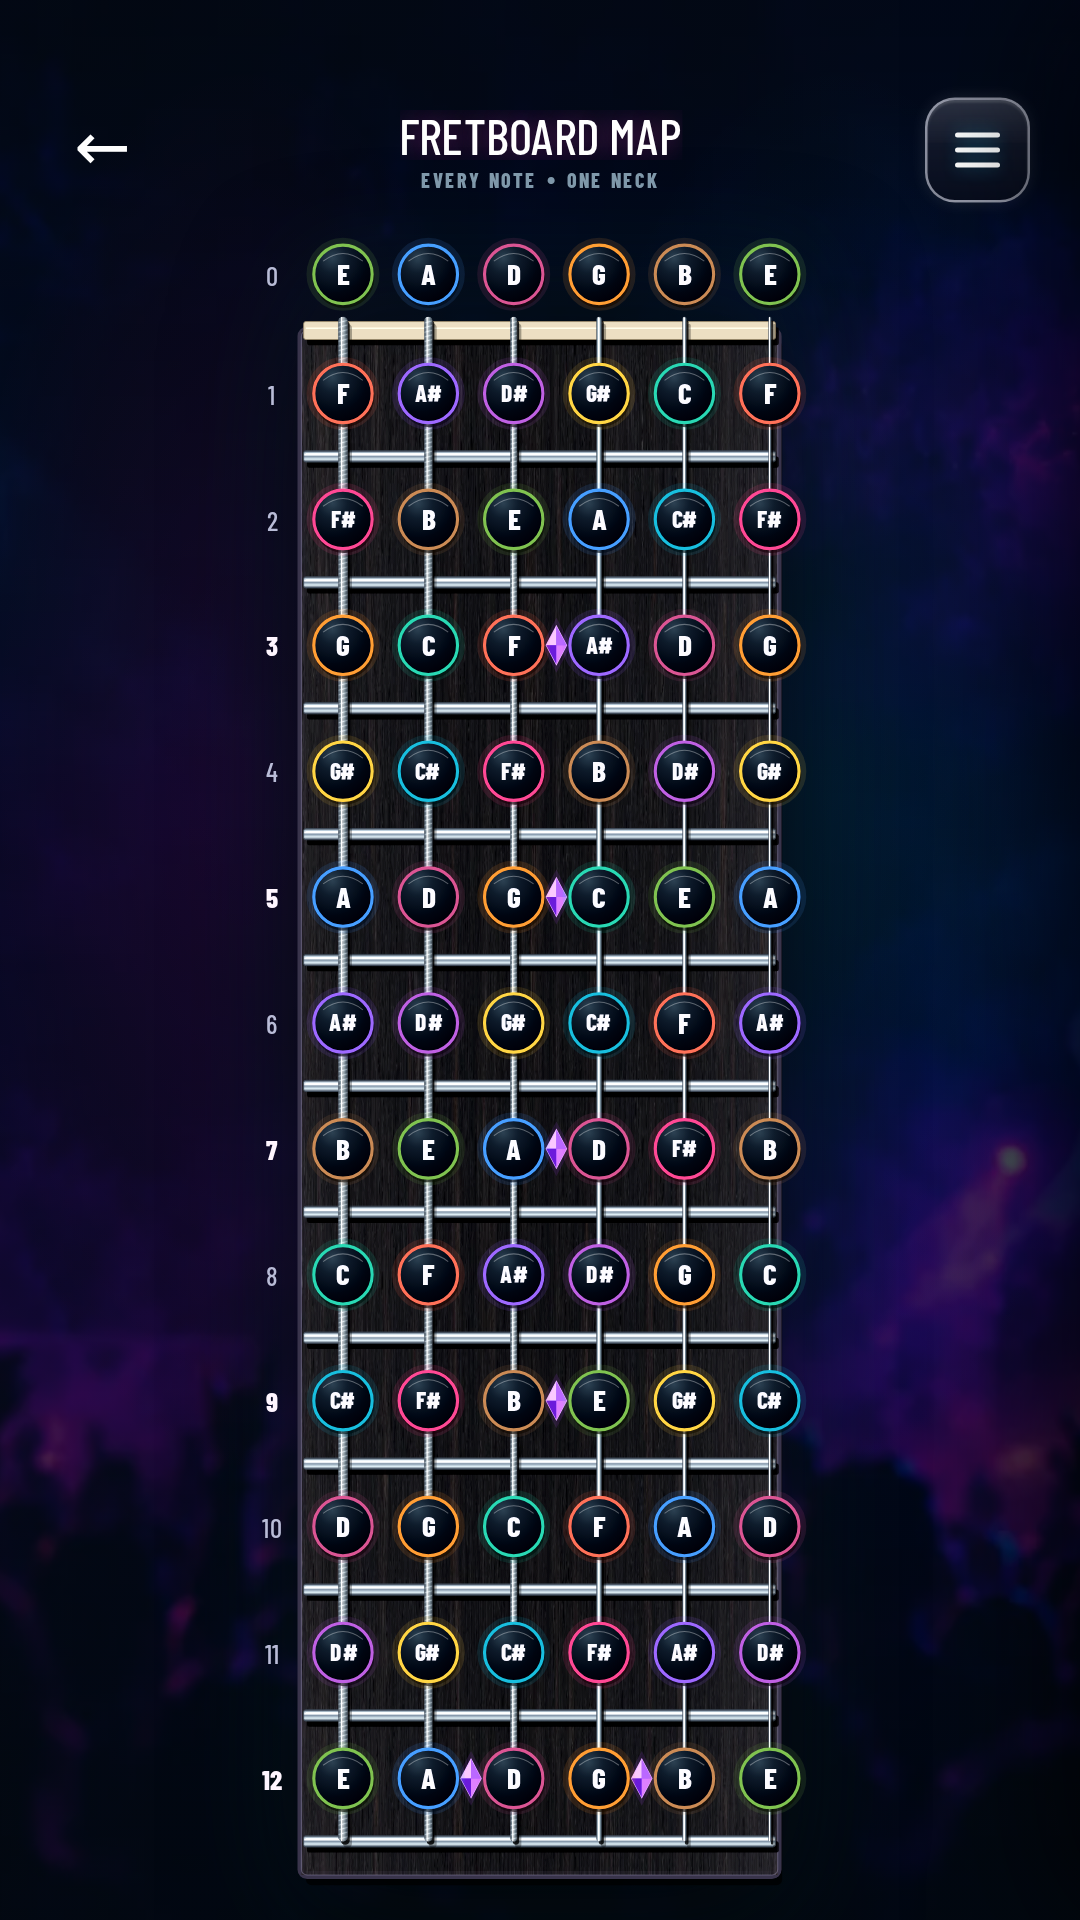 FRETBOARD MAP
EVERY NOTE • ONE NECK
0 E A D G B E
1 F A# D# G# C F
2 F# B E A C# F#
3 G C F A# D G
4 G# C# F# B D# G#
5 A D G C E A
6 A# D# G# C# F A#
7 B E A D F# B
8 C F A# D# G C
9 C# F# B E G# C#
10 D G C F A D
11 D# G# C# F# A# D#
12 E A D G B E